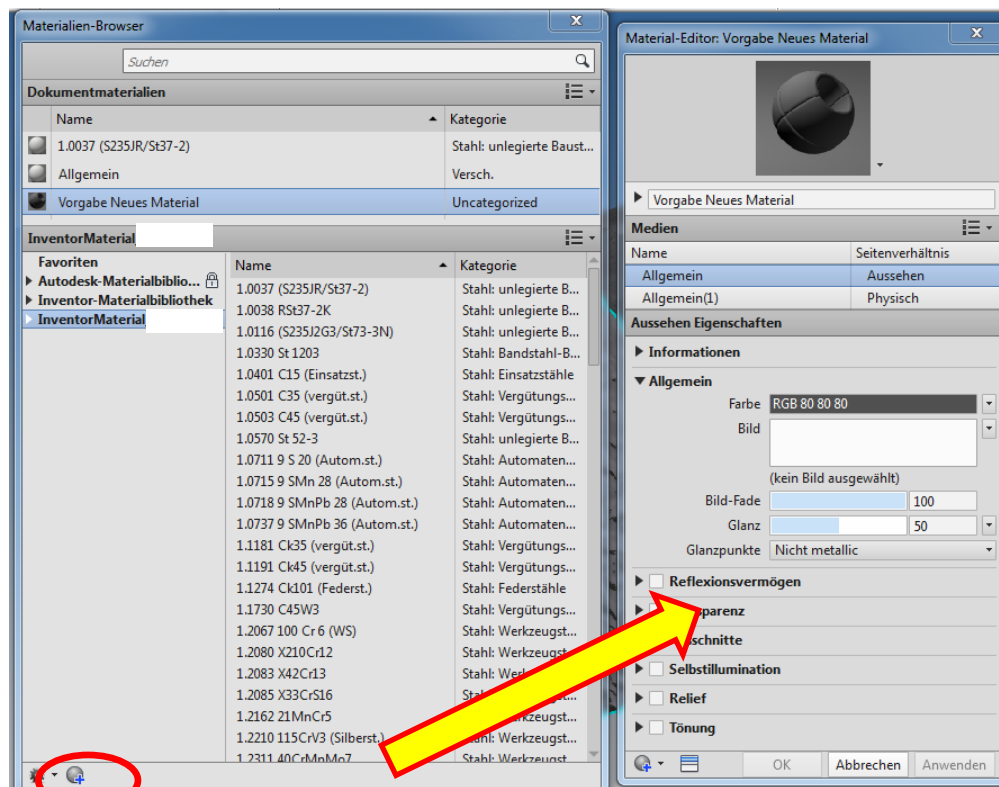 Materialien-Browser
Suchen
Dokumentmaterialien
Name Kategorie
1.0037 (S235JR/St37-2) Stahl: unlegierte Baust...
Allgemein Versch.
Vorgabe Neues Material Uncategorized
InventorMaterial
Favoriten
Autodesk-Materialbiblio...
Inventor-Materialbibliothek
InventorMaterial
Name Kategorie
1.0037 (S235JR/St37-2) Stahl: unlegierte B...
1.0038 RSt37-2K Stahl: unlegierte B...
1.0116 (S235J2G3/St73-3N) Stahl: unlegierte B...
1.0330 St 1203 Stahl: Bandstahl-B...
1.0401 C15 (Einsatzst.) Stahl: Einsatzstähle
1.0501 C35 (vergüt.st.) Stahl: Vergütungs...
1.0503 C45 (vergüt.st.) Stahl: Vergütungs...
1.0570 St 52-3 Stahl: unlegierte B...
1.0711 9 S 20 (Autom.st.) Stahl: Automaten...
1.0715 9 SMn 28 (Autom.st.) Stahl: Automaten...
1.0718 9 SMnPb 28 (Autom.st.) Stahl: Automaten...
1.0737 9 SMnPb 36 (Autom.st.) Stahl: Automaten...
1.1181 Ck35 (vergüt.st.) Stahl: Vergütungs...
1.1191 Ck45 (vergüt.st.) Stahl: Vergütungs...
1.1274 Ck101 (Federst.) Stahl: Federstähle
1.1730 C45W3 Stahl: Vergütungs...
1.2067 100 Cr 6 (WS) Stahl: Werkzeugst...
1.2080 X210Cr12 Stahl: Werkzeugst...
1.2083 X42Cr13 Stahl:
1.2085 X33CrS16
1.2162 21MnCr5
1.2210 115CrV3 (Silberst.) Stahl: Werkzeugst...
1.2311 40CrMnMo7 Stahl: Werkzeugst
Material-Editor: Vorgabe Neues Material
Vorgabe Neues Material
Medien
Name Seitenverhältnis
Allgemein Aussehen
Allgemein(1) Physisch
Aussehen Eigenschaften
Informationen
Allgemein
Farbe RGB 80 80 80
Bild
(kein Bild ausgewählt)
Bild-Fade 100
Glanz 50
Glanzpunkte Nicht metallic
Reflexionsvermögen
Selbstillumination
Relief
Tönung
OK Abbrechen Anwenden